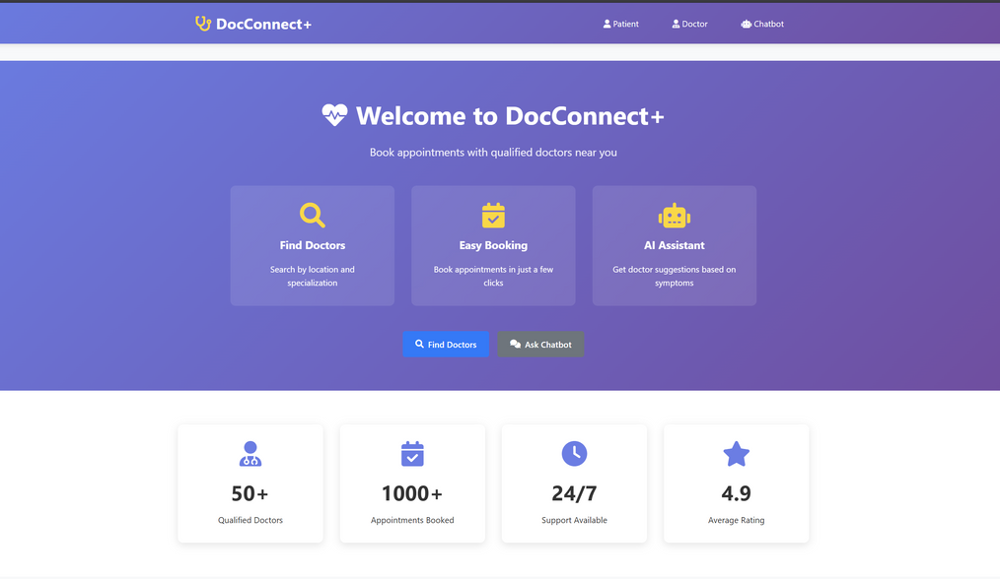 DocConnect+
Patient
Doctor
Chatbot
Welcome to DocConnect+
Book appointments with qualified doctors near you
Find Doctors
Search by location and
specialization
Easy Booking
Book appointments in just a few
clicks
AI Assistant
Get doctor suggestions based on
symptoms
Find Doctors
Ask Chatbot
50+
Qualified Doctors
1000+
Appointments Booked
24/7
Support Available
4.9
Average Rating